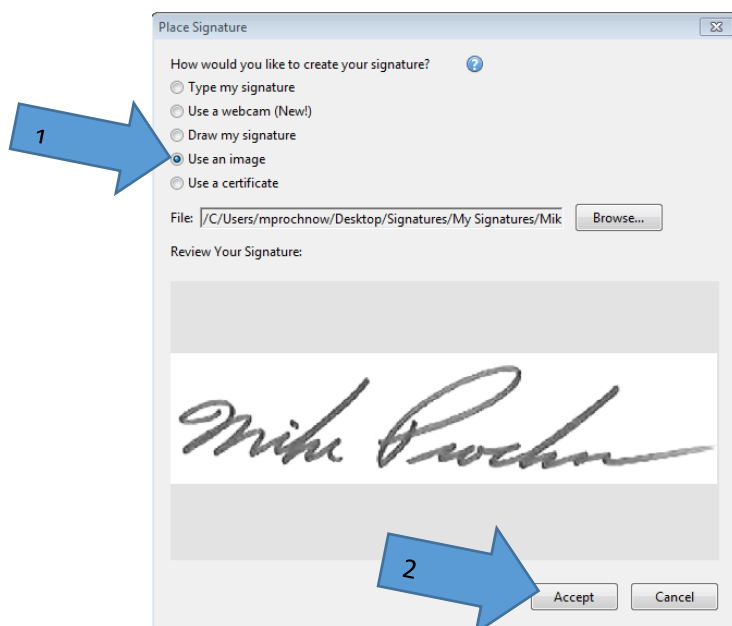 Place Signature
How would you like to create your signature?
Type my signature
Use a webcam (New!)
Draw my signature
1
Use an image
Use a certificate
File: /C/Users/mprochnow/Desktop/Signatures/My Signatures/Mik Browse...
Review Your Signature:
Mike Prochn
2
Accept Cancel